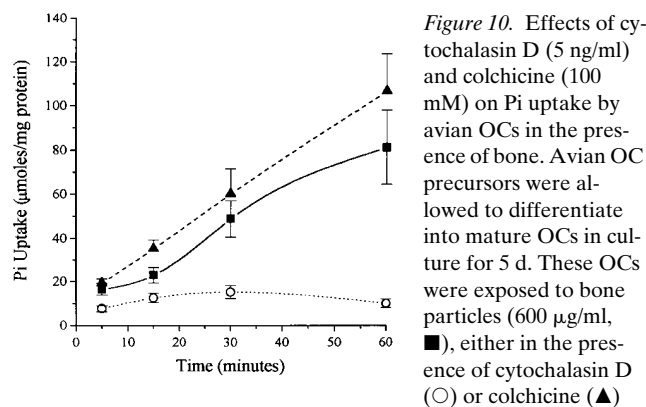 140
120
100
80
60
40
20
0
Pi Uptake (μmoles/mg protein)
0 10 20 30 40 50 60
Time (minutes)
Figure 10. Effects of cy-
tochalasin D (5 ng/ml)
and colchicine (100
mM) on Pi uptake by
avian OCs in the pres-
ence of bone. Avian OC
precursors were al-
lowed to differentiate
into mature OCs in cul-
ture for 5 d. These OCs
were exposed to bone
particles (600 μg/ml,
■), either in the pres-
ence of cytochalasin D
(○) or colchicine (▲)